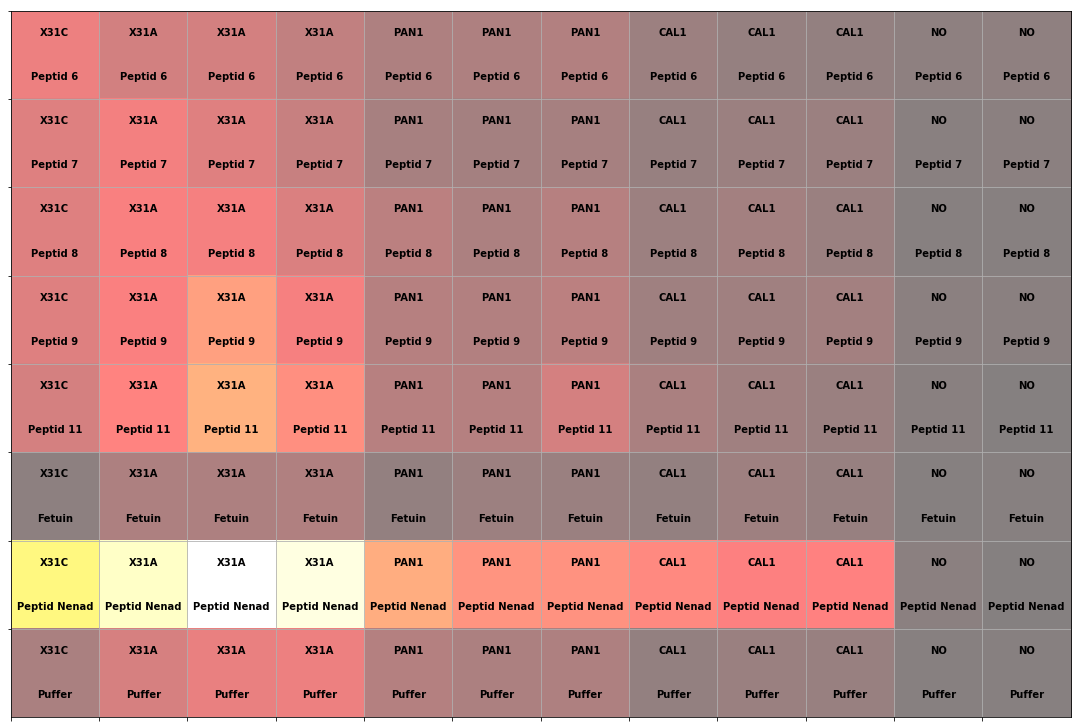 X31C X31A X31A X31A PAN1 PAN1 PAN1 CAL1 CAL1 CAL1 NO NO
Peptid 6 Peptid 6 Peptid 6 Peptid 6 Peptid 6 Peptid 6 Peptid 6 Peptid 6 Peptid 6 Peptid 6 Peptid 6 Peptid 6
X31C X31A X31A X31A PAN1 PAN1 PAN1 CAL1 CAL1 CAL1 NO NO
Peptid 7 Peptid 7 Peptid 7 Peptid 7 Peptid 7 Peptid 7 Peptid 7 Peptid 7 Peptid 7 Peptid 7 Peptid 7 Peptid 7
X31C X31A X31A X31A PAN1 PAN1 PAN1 CAL1 CAL1 CAL1 NO NO
Peptid 8 Peptid 8 Peptid 8 Peptid 8 Peptid 8 Peptid 8 Peptid 8 Peptid 8 Peptid 8 Peptid 8 Peptid 8 Peptid 8
X31C X31A X31A X31A PAN1 PAN1 PAN1 CAL1 CAL1 CAL1 NO NO
Peptid 9 Peptid 9 Peptid 9 Peptid 9 Peptid 9 Peptid 9 Peptid 9 Peptid 9 Peptid 9 Peptid 9 Peptid 9 Peptid 9
X31C X31A X31A X31A PAN1 PAN1 PAN1 CAL1 CAL1 CAL1 NO NO
Peptid 11 Peptid 11 Peptid 11 Peptid 11 Peptid 11 Peptid 11 Peptid 11 Peptid 11 Peptid 11 Peptid 11 Peptid 11 Peptid 11
X31C X31A X31A X31A PAN1 PAN1 PAN1 CAL1 CAL1 CAL1 NO NO
Fetuin Fetuin Fetuin Fetuin Fetuin Fetuin Fetuin Fetuin Fetuin Fetuin Fetuin Fetuin
X31C X31A X31A X31A PAN1 PAN1 PAN1 CAL1 CAL1 CAL1 NO NO
Peptid Nenad Peptid Nenad Peptid Nenad Peptid Nenad Peptid Nenad Peptid Nenad Peptid Nenad Peptid Nenad Peptid Nenad Peptid Nenad Peptid Nenad Peptid Nenad
X31C X31A X31A X31A PAN1 PAN1 PAN1 CAL1 CAL1 CAL1 NO NO
Puffer Puffer Puffer Puffer Puffer Puffer Puffer Puffer Puffer Puffer Puffer Puffer